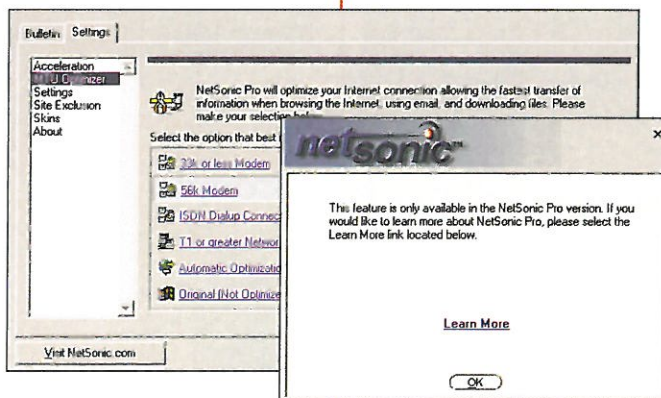 Bulletin Settings
Acceleration
MTU Optimizer
Settings
Site Exclusion
Skins
About
NetSonic Pro will optimize your Internet connection allowing the fastest transfer of
information when browsing the Internet, using email, and downloading files. Please
make your selection
Select the option that best
33k or less Modem
56k Modem
ISDN Dialup Connec
T1 or greater Networ
Automatic Optimizatio
Original (Not Optimize
Visit NetSonic.com
netsonic™
This feature is only available in the NetSonic Pro version. If you
would like to learn more about NetSonic Pro, please select the
Learn More link located below.
Learn More
OK